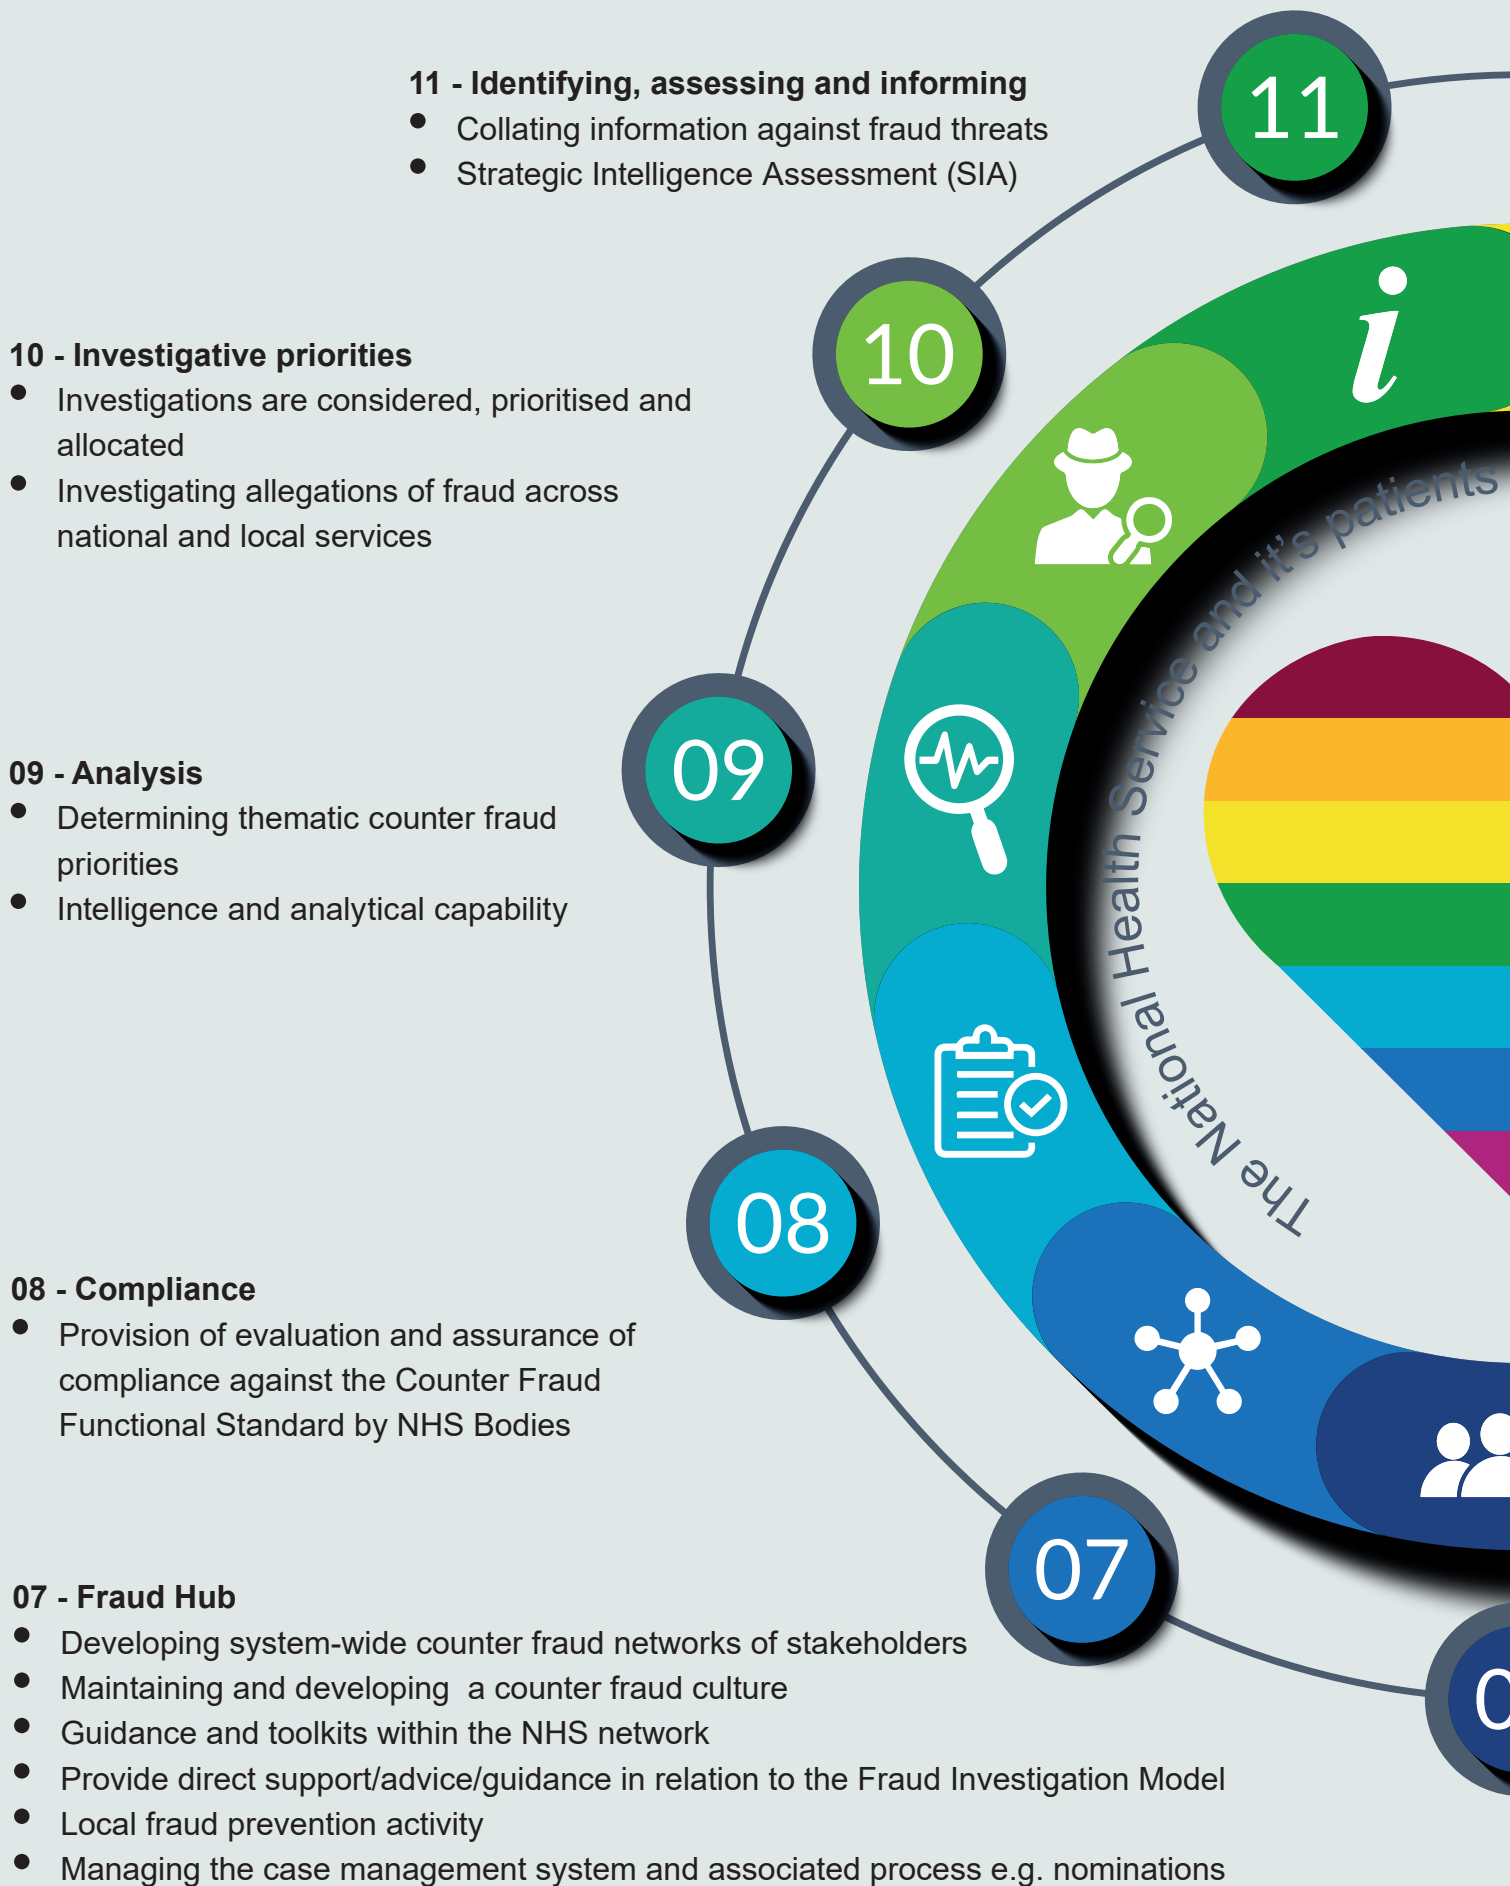 11 - Identifying, assessing and informing
• Collating information against fraud threats
• Strategic Intelligence Assessment (SIA)
11
10 - Investigative priorities
• Investigations are considered, prioritised and
allocated
• Investigating allegations of fraud across
national and local services
10
i
09 - Analysis
• Determining thematic counter fraud
priorities
• Intelligence and analytical capability
09
The National Health Service and it's patients
08 - Compliance
• Provision of evaluation and assurance of
compliance against the Counter Fraud
Functional Standard by NHS Bodies
08
07 - Fraud Hub
• Developing system-wide counter fraud networks of stakeholders
• Maintaining and developing  a counter fraud culture
• Guidance and toolkits within the NHS network
• Provide direct support/advice/guidance in relation to the Fraud Investigation Model
• Local fraud prevention activity
• Managing the case management system and associated process e.g. nominations
07